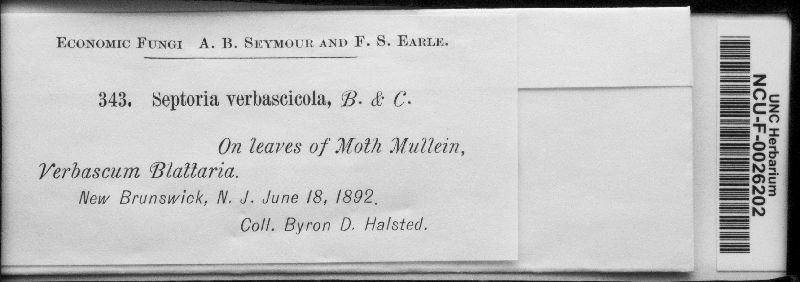 Economic Fungi A. B. Seymour and F. S. Earle.
343. Septoria verbascicola, B. & C.
On leaves of Moth Mullein,
Verbascum Blattaria.
New Brunswick, N. J. June 18, 1892.
Coll. Byron D. Halsted.
UNC Herbarium
NCU-F-0026202